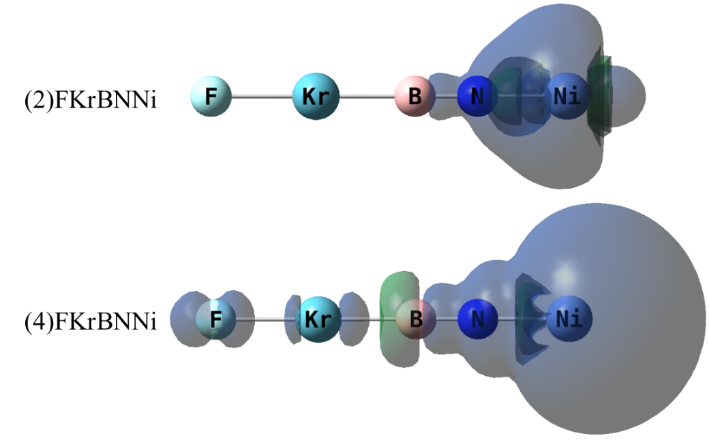 (2)FKrBNNi F Kr B N Ni
(4)FKrBNNi F Kr B N Ni